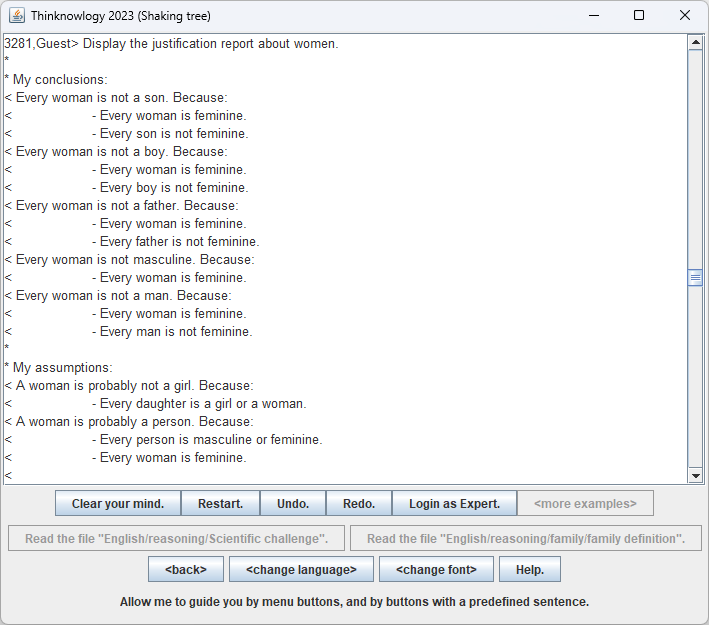 Thinknowlogy 2023 (Shaking tree)
3281,Guest> Display the justification report about women.
*
* My conclusions:
< Every woman is not a son. Because:
< - Every woman is feminine.
< - Every son is not feminine.
< Every woman is not a boy. Because:
< - Every woman is feminine.
< - Every boy is not feminine.
< Every woman is not a father. Because:
< - Every woman is feminine.
< - Every father is not feminine.
< Every woman is not masculine. Because:
< - Every woman is feminine.
< Every woman is not a man. Because:
< - Every woman is feminine.
< - Every man is not feminine.
*
* My assumptions:
< A woman is probably not a girl. Because:
< - Every daughter is a girl or a woman.
< A woman is probably a person. Because:
< - Every person is masculine or feminine.
< - Every woman is feminine.
<
Clear your mind. Restart. Undo. Redo. Login as Expert. <more examples>
Read the file "English/reasoning/Scientific challenge". Read the file "English/reasoning/family/family definition".
<back> <change language> <change font> Help.
Allow me to guide you by menu buttons, and by buttons with a predefined sentence.